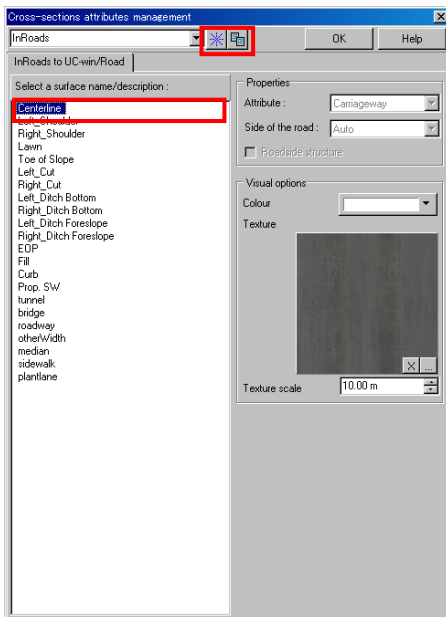 Cross-sections attributes management
InRoads
OK
Help
InRoads to UC-win/Road
Select a surface name/description :
Centerline
Left_Shoulder
Right_Shoulder
Lawn
Toe of Slope
Left_Cut
Right_Cut
Left_Ditch Bottom
Right_Ditch Bottom
Left_Ditch Foreslope
Right_Ditch Foreslope
EOP
Fill
Curb
Prop. SW
tunnel
bridge
roadway
otherWidth
median
sidewalk
plantlane
Properties
Attribute :
Carriageway
Side of the road :
Auto
Roadside structure
Visual options
Colour
Texture
X
...
Texture scale
10.00 m